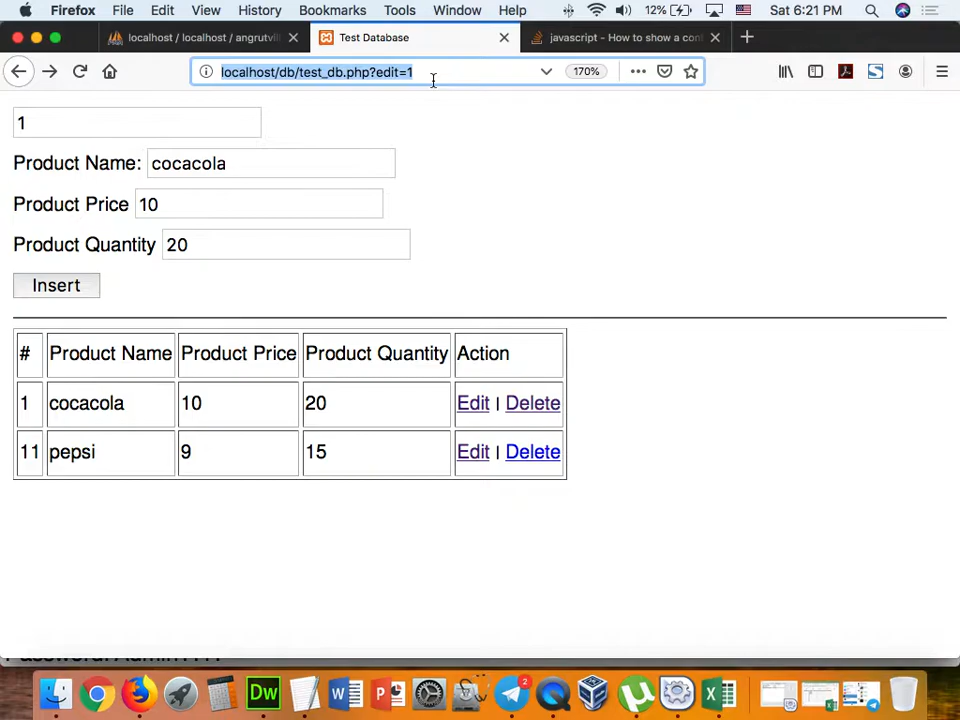 Firefox File Edit View History Bookmarks Tools Window Help 12% Sat 6:21 PM
localhost / localhost / angrutvil Test Database javascript - How to show a con
localhost/db/test_db.php?edit=1 170%
1
Product Name: cocacola
Product Price 10
Product Quantity 20
Insert
# Product Name Product Price Product Quantity Action
1 cocacola 10 20 Edit | Delete
11 pepsi 9 15 Edit | Delete
Dw W P 2 S X